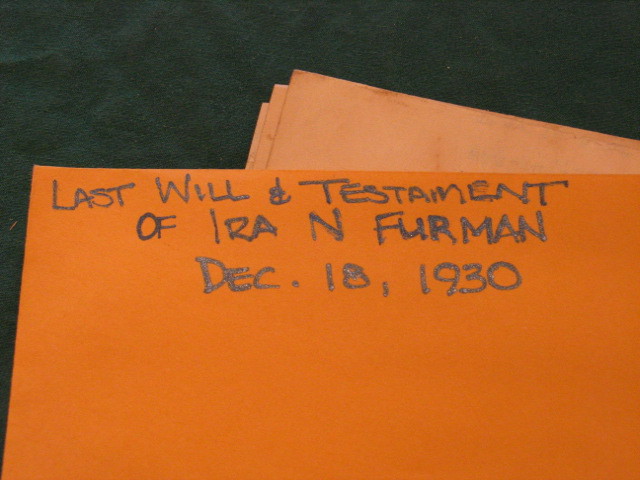 LAST WILL & TESTAMENT
OF IRA N FURMAN
DEC. 18, 1930